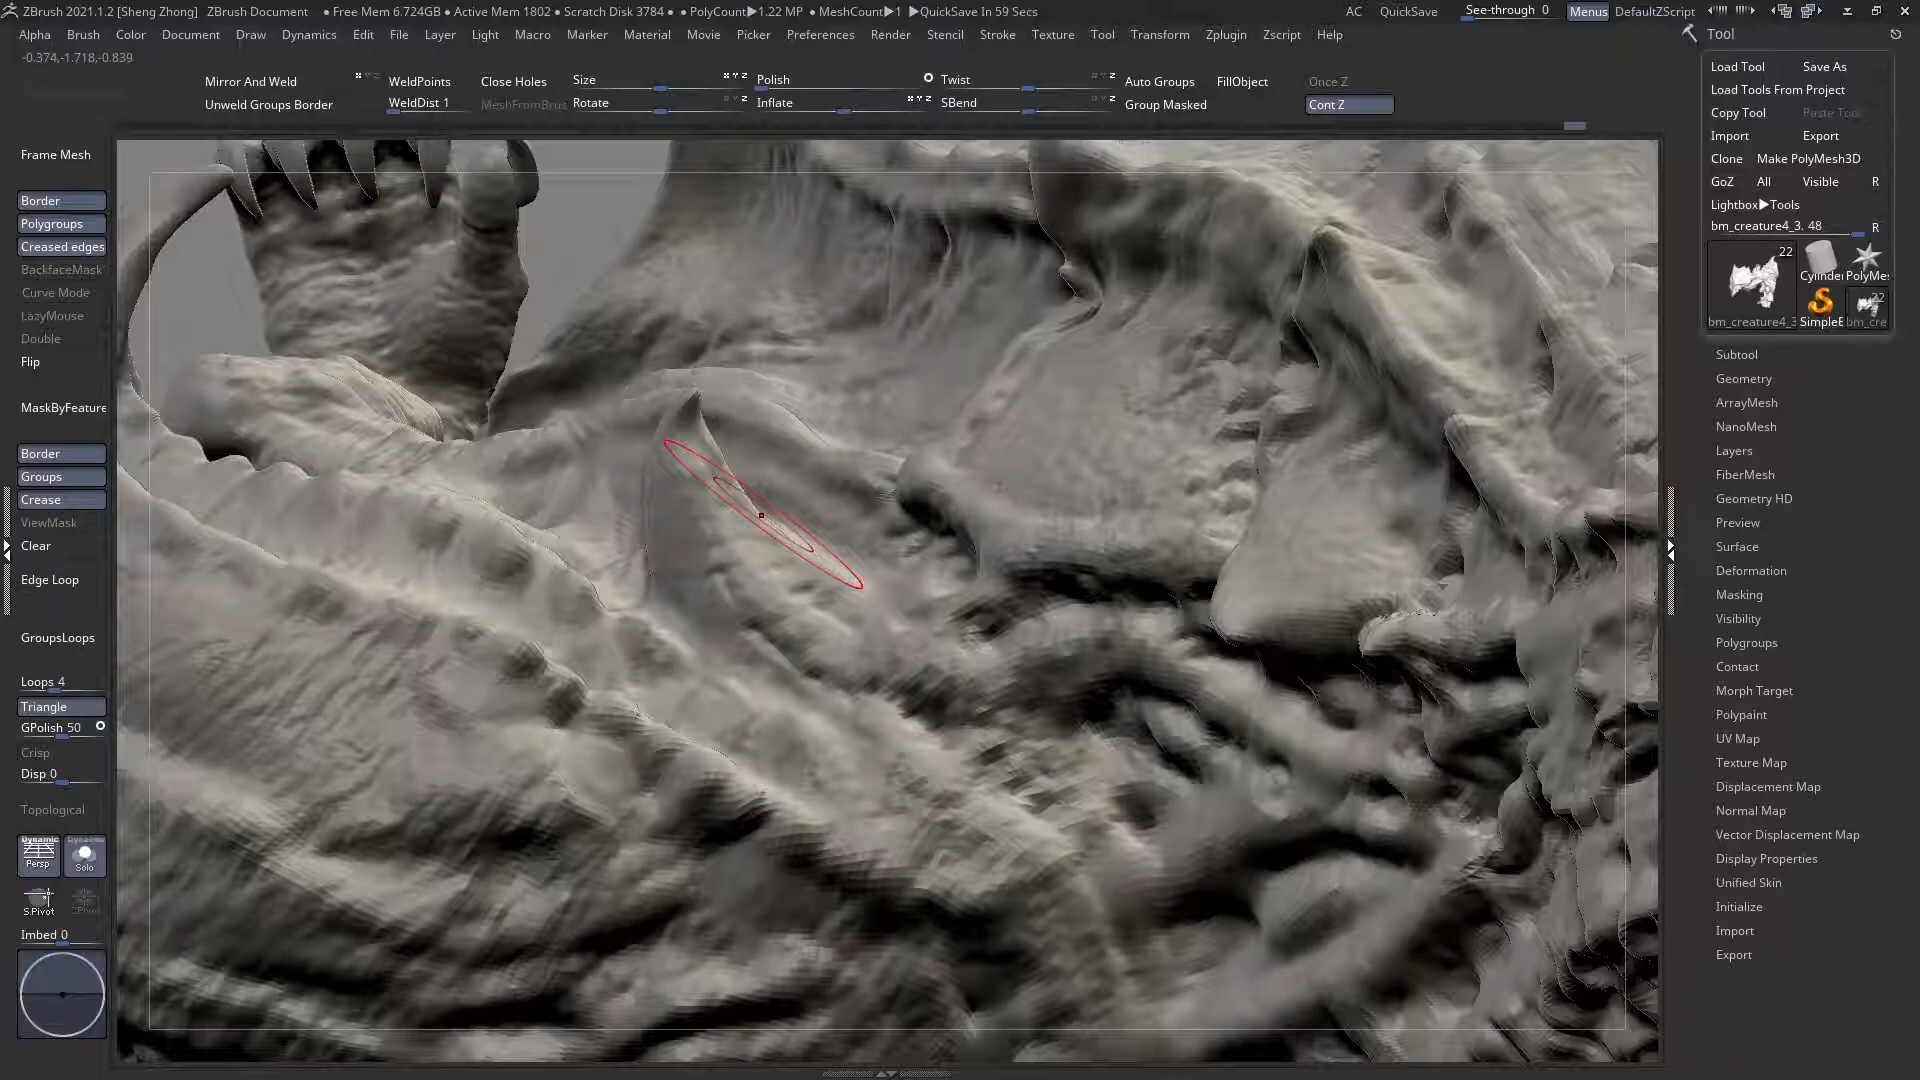 ZBrush 2021.1.2 [Sheng Zhong] ZBrush Document • Free Mem 6.724GB • Active Mem 1802 • Scratch Disk 3784 • • PolyCount▶1.22 MP • MeshCount▶1 ▶QuickSave In 59 Secs AC QuickSave See-through 0 Menus DefaultZScript
Alpha Brush Color Document Draw Dynamics Edit File Layer Light Macro Marker Material Movie Picker Preferences Render Stencil Stroke Texture Tool Transform Zplugin Zscript Help
-0.374,-1.718,-0.839
Mirror And Weld WeldPoints Close Holes Size Polish Twist Auto Groups FillObject Once Z
Unweld Groups Border WeldDist 1 MeshFromBrus Rotate Inflate SBend Group Masked Cont Z
Frame Mesh
Border
Polygroups
Creased edges
BackfaceMask
Curve Mode
LazyMouse
Double
Flip
MaskByFeature
Border
Groups
Crease
ViewMask
Clear
Edge Loop
GroupsLoops
Loops 4
Triangle
GPolish 50
Crisp
Disp 0
Topological
Dynamic
Persp
Dynamic
Solo
S.Pivot
Imbed 0
Tool
Load Tool Save As
Load Tools From Project
Copy Tool Paste Tool
Import Export
Clone Make PolyMesh3D
GoZ All Visible R
Lightbox▶Tools
bm_creature4_3. 48 R
22
Cylinder PolyMes
22
bm_creature4_3 SimpleB bm_cre
Subtool
Geometry
ArrayMesh
NanoMesh
Layers
FiberMesh
Geometry HD
Preview
Surface
Deformation
Masking
Visibility
Polygroups
Contact
Morph Target
Polypaint
UV Map
Texture Map
Displacement Map
Normal Map
Vector Displacement Map
Display Properties
Unified Skin
Initialize
Import
Export